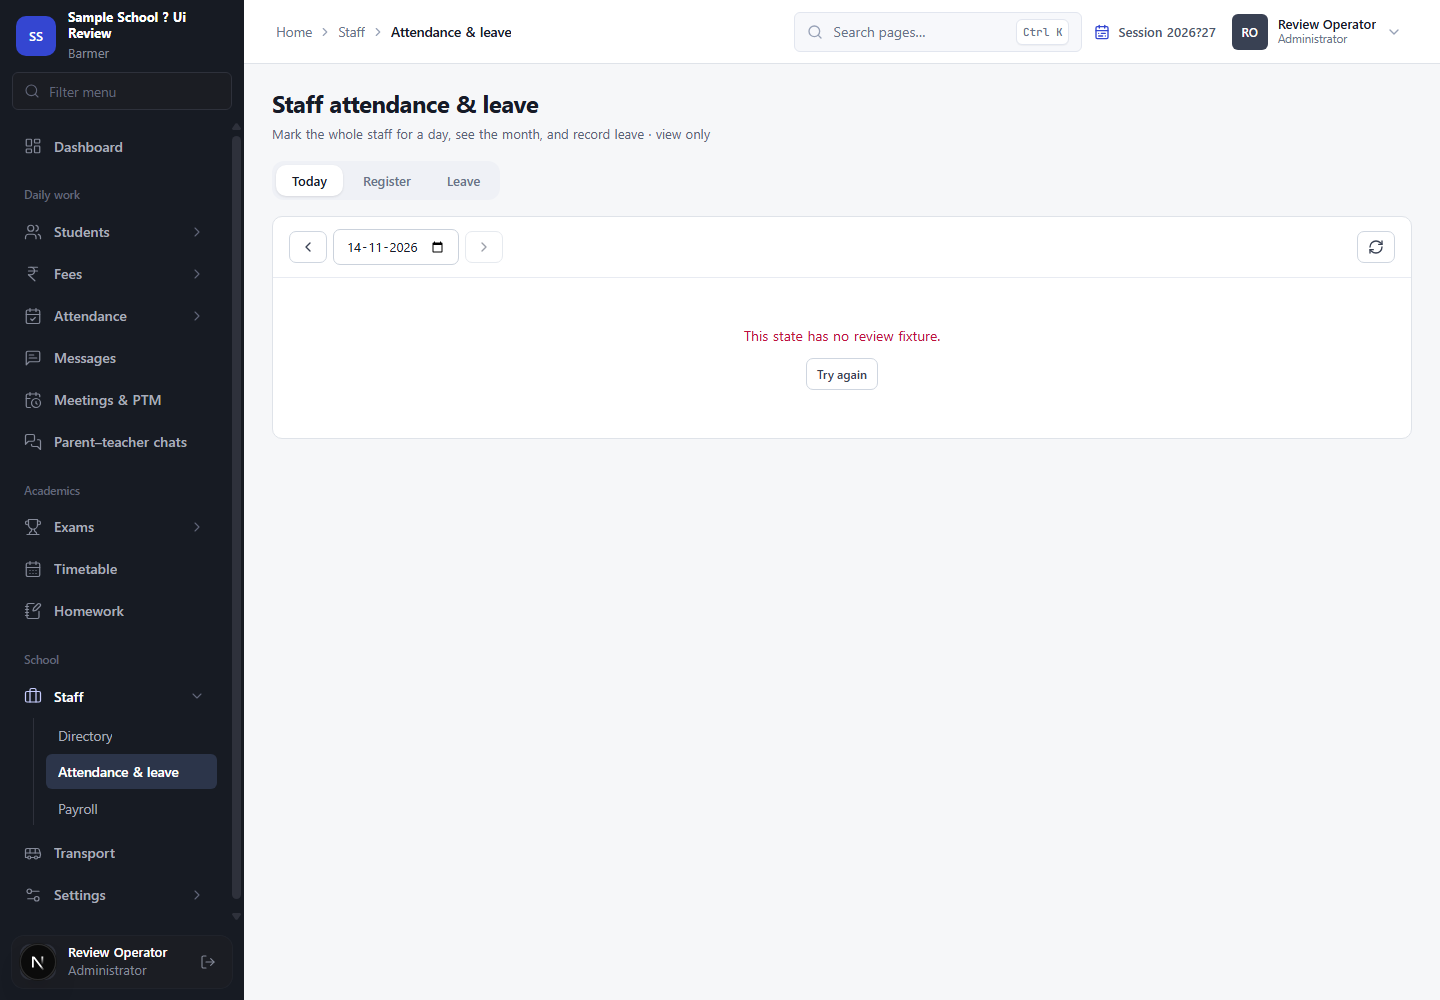 Sample School ? Ui
Review
SS
Barmer
Filter menu
Dashboard
Daily work
Students
Fees
Attendance
Messages
Meetings & PTM
Parent–teacher chats
Academics
Exams
Timetable
Homework
School
Staff
Directory
Attendance & leave
Payroll
Transport
Settings
N
Review Operator
Administrator
Home > Staff > Attendance & leave
Search pages... Ctrl K
Session 2026?27
RO
Review Operator
Administrator
Staff attendance & leave
Mark the whole staff for a day, see the month, and record leave · view only
Today Register Leave
14-11-2026
This state has no review fixture.
Try again